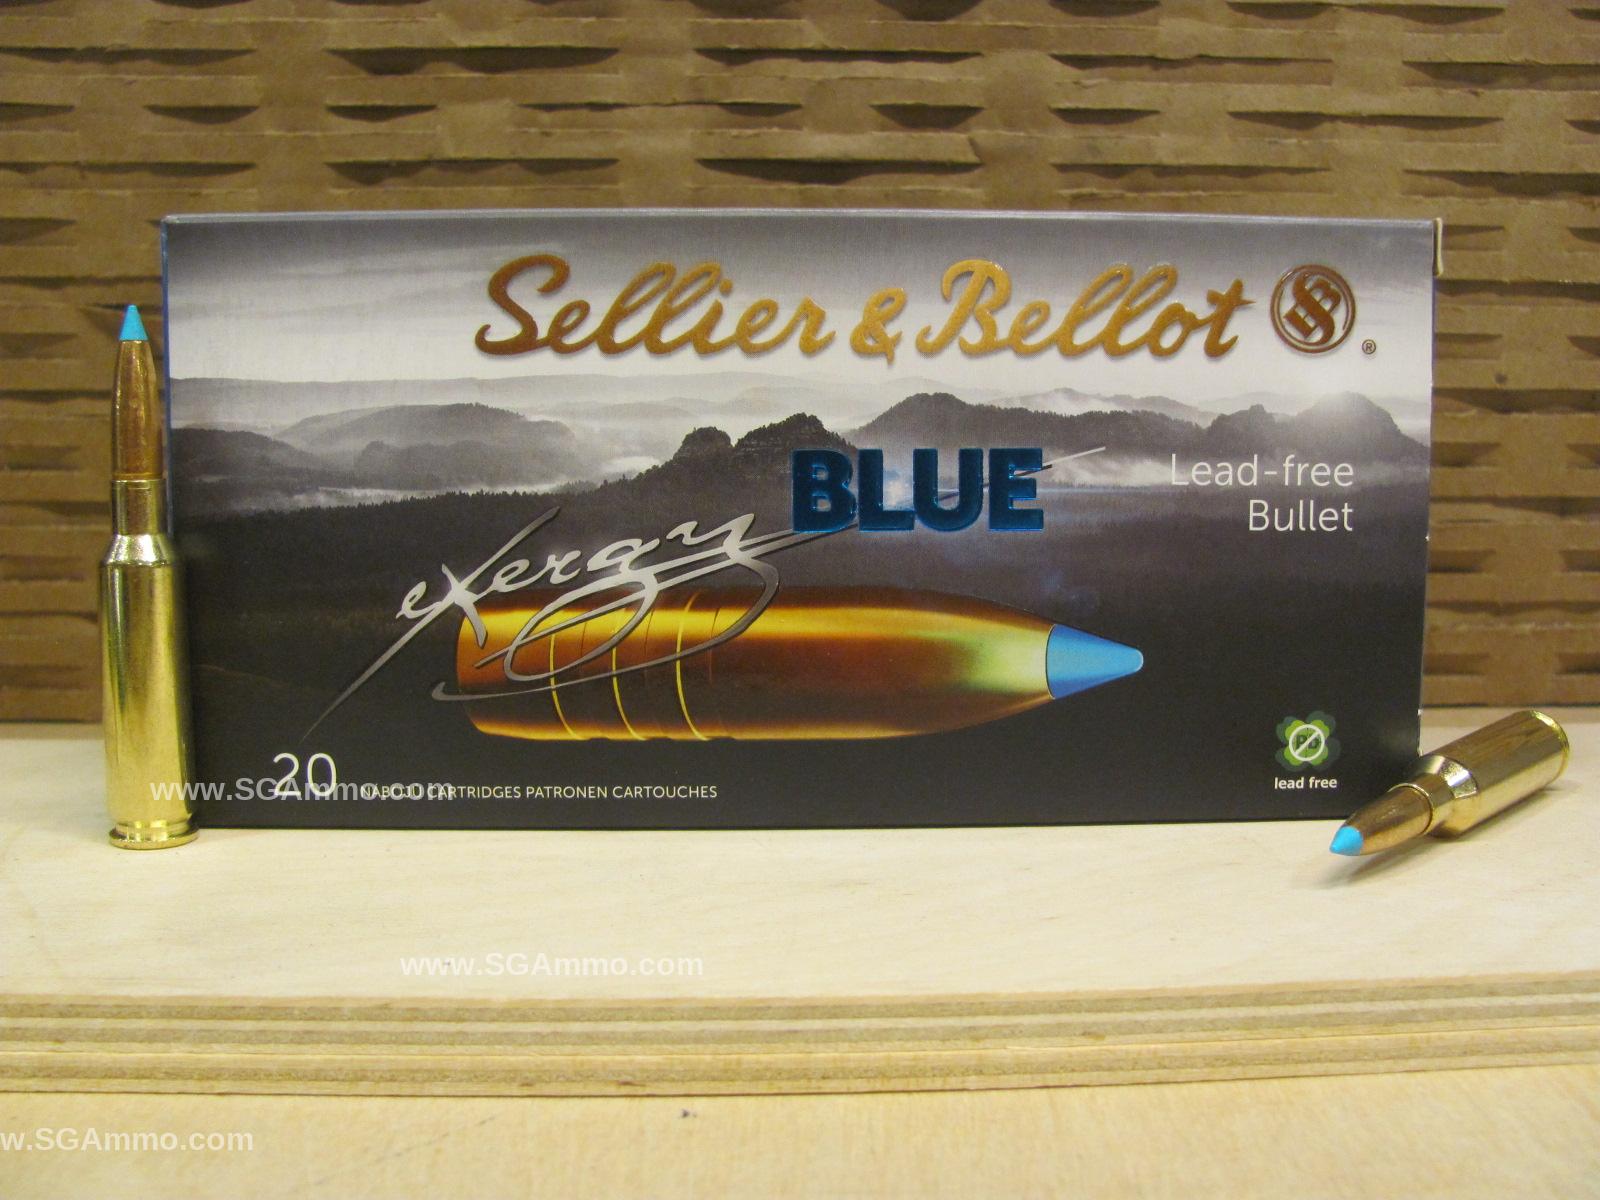 Sellier & Bellot ®
BLUE
exergy
Lead-free
Bullet
Pb
lead free
20 NÁBOJŮ CARTRIDGES PATRONEN CARTOUCHES
www.SGAmmo.com
www.SGAmmo.com
w.SGAmmo.com